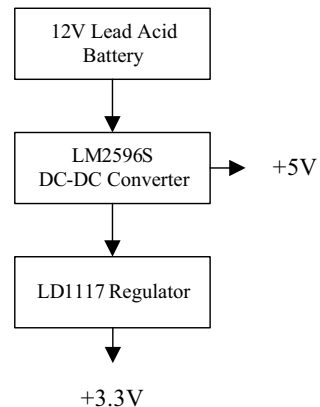 12V Lead Acid
Battery
LM2596S
DC-DC Converter
+5V
LD1117 Regulator
+3.3V